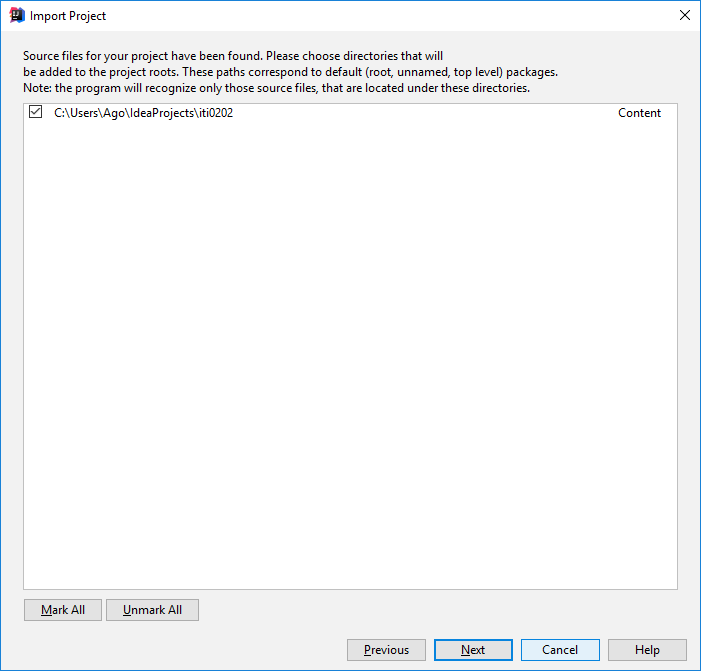 Import Project
Source files for your project have been found. Please choose directories that will
be added to the project roots. These paths correspond to default (root, unnamed, top level) packages.
Note: the program will recognize only those source files, that are located under these directories.
C:\Users\Ago\IdeaProjects\iti0202 Content
Mark All Unmark All
Previous Next Cancel Help